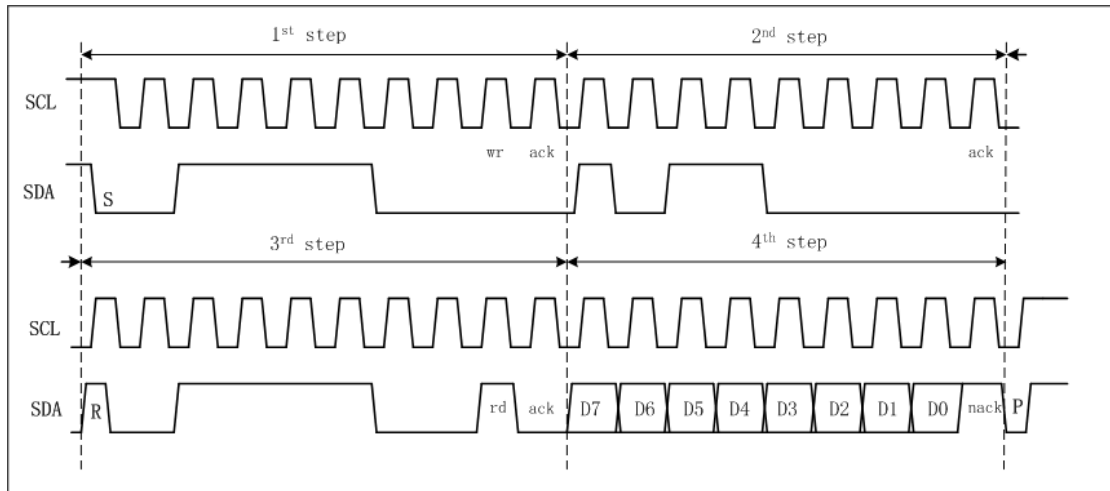 1st step 2nd step
SCL
wr ack ack
SDA
S
3rd step 4th step
SCL
SDA R rd ack D7 D6 D5 D4 D3 D2 D1 D0 nack P